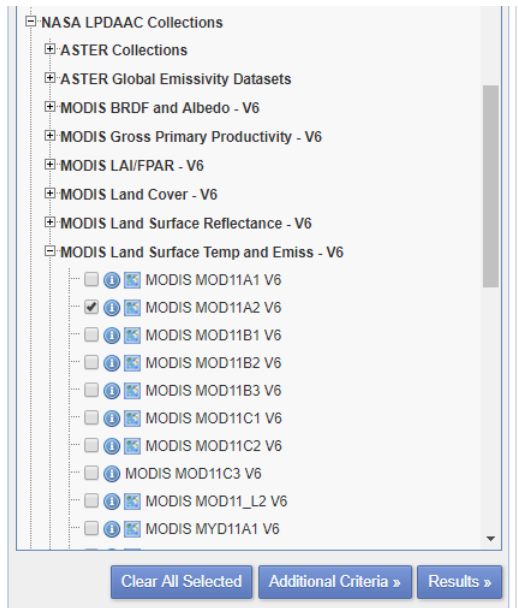 NASA LPDAAC Collections
ASTER Collections
ASTER Global Emissivity Datasets
MODIS BRDF and Albedo - V6
MODIS Gross Primary Productivity - V6
MODIS LAI/FPAR - V6
MODIS Land Cover - V6
MODIS Land Surface Reflectance - V6
MODIS Land Surface Temp and Emiss - V6
MODIS MOD11A1 V6
MODIS MOD11A2 V6
MODIS MOD11B1 V6
MODIS MOD11B2 V6
MODIS MOD11B3 V6
MODIS MOD11C1 V6
MODIS MOD11C2 V6
MODIS MOD11C3 V6
MODIS MOD11_L2 V6
MODIS MYD11A1 V6
Clear All Selected Additional Criteria » Results »